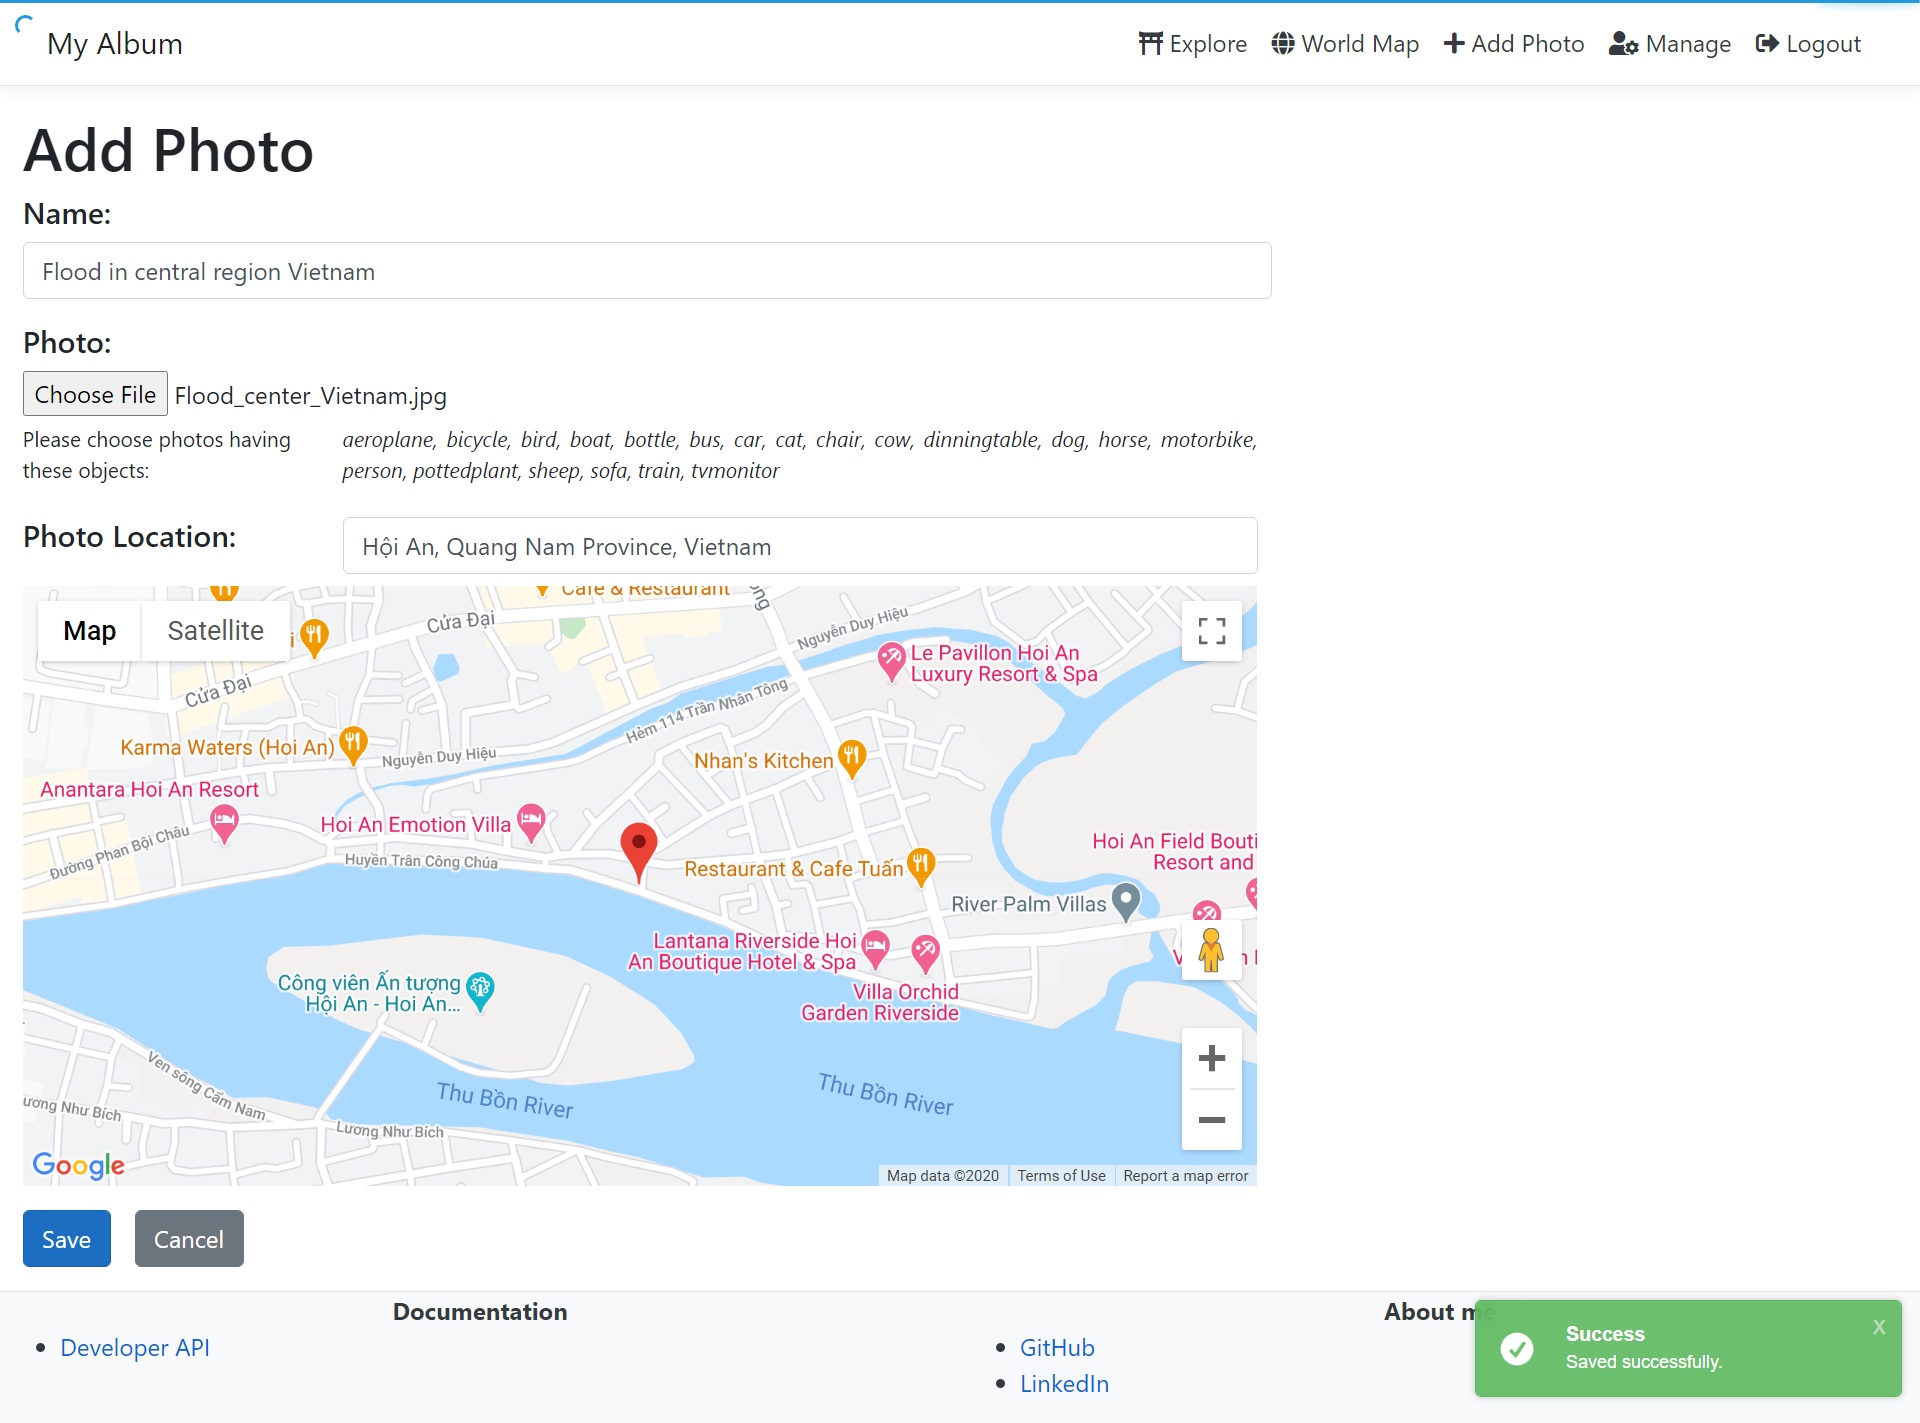 My Album
Explore
World Map
Add Photo
Manage
Logout
Add Photo
Name:
Flood in central region Vietnam
Photo:
Choose File Flood_center_Vietnam.jpg
Please choose photos having
these objects:
aeroplane, bicycle, bird, boat, bottle, bus, car, cat, chair, cow, dinningtable, dog, horse, motorbike,
person, pottedplant, sheep, sofa, train, tvmonitor
Photo Location:
Hội An, Quang Nam Province, Vietnam
Map
Satellite
Cafe & Restaurant
Cửa Đại
Nguyễn Duy Hiệu
Le Pavillon Hoi An
Luxury Resort & Spa
Cửa Đại
Hẻm 114 Trần Nhân Tông
Karma Waters (Hoi An)
Nguyễn Duy Hiệu
Nhan's Kitchen
Anantara Hoi An Resort
Hoi An Emotion Villa
Đường Phan Bội Châu
Huyền Trân Công Chúa
Restaurant & Cafe Tuấn
Hoi An Field Bouti
Resort and
River Palm Villas
Lantana Riverside Hoi
An Boutique Hotel & Spa
Công viên Ấn tượng
Hội An - Hoi An...
Villa Orchid
Garden Riverside
Ven sông Cẩm Nam
Thu Bồn River
Thu Bồn River
ương Như Bích
Lương Như Bích
Google
Map data ©2020
Terms of Use
Report a map error
Save
Cancel
Documentation
Developer API
About me
GitHub
LinkedIn
Success
Saved successfully.
X